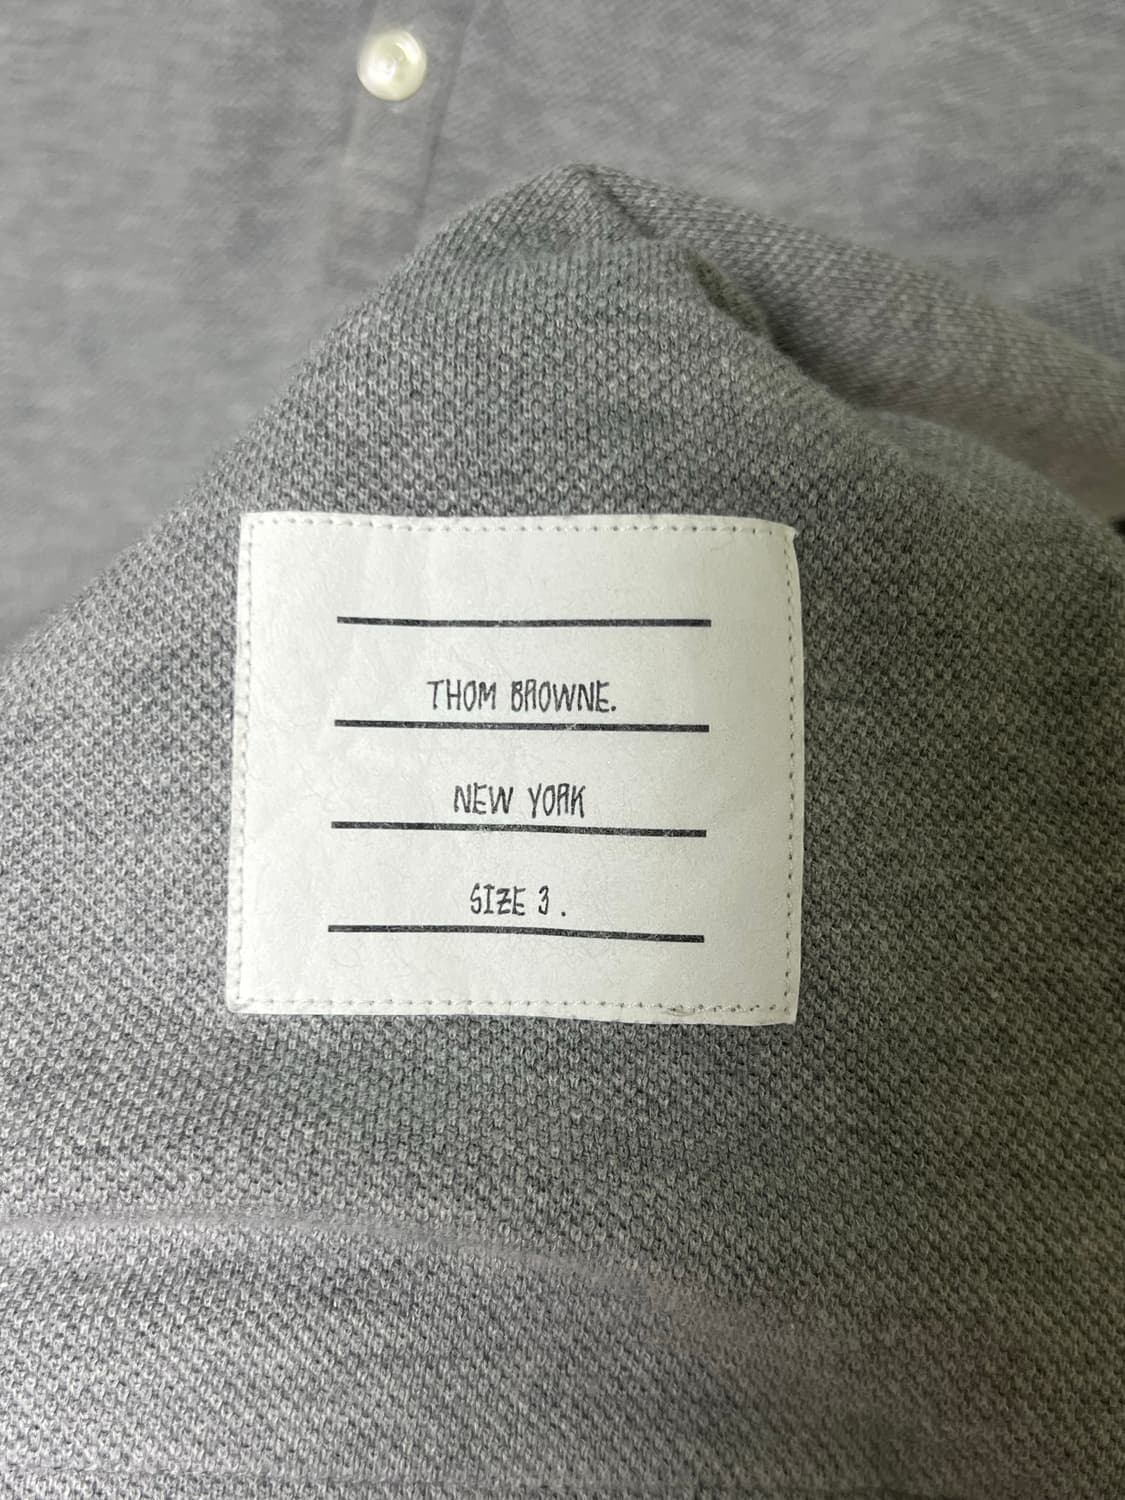 THOM BROWNE.
NEW YORK
SIZE 3 .